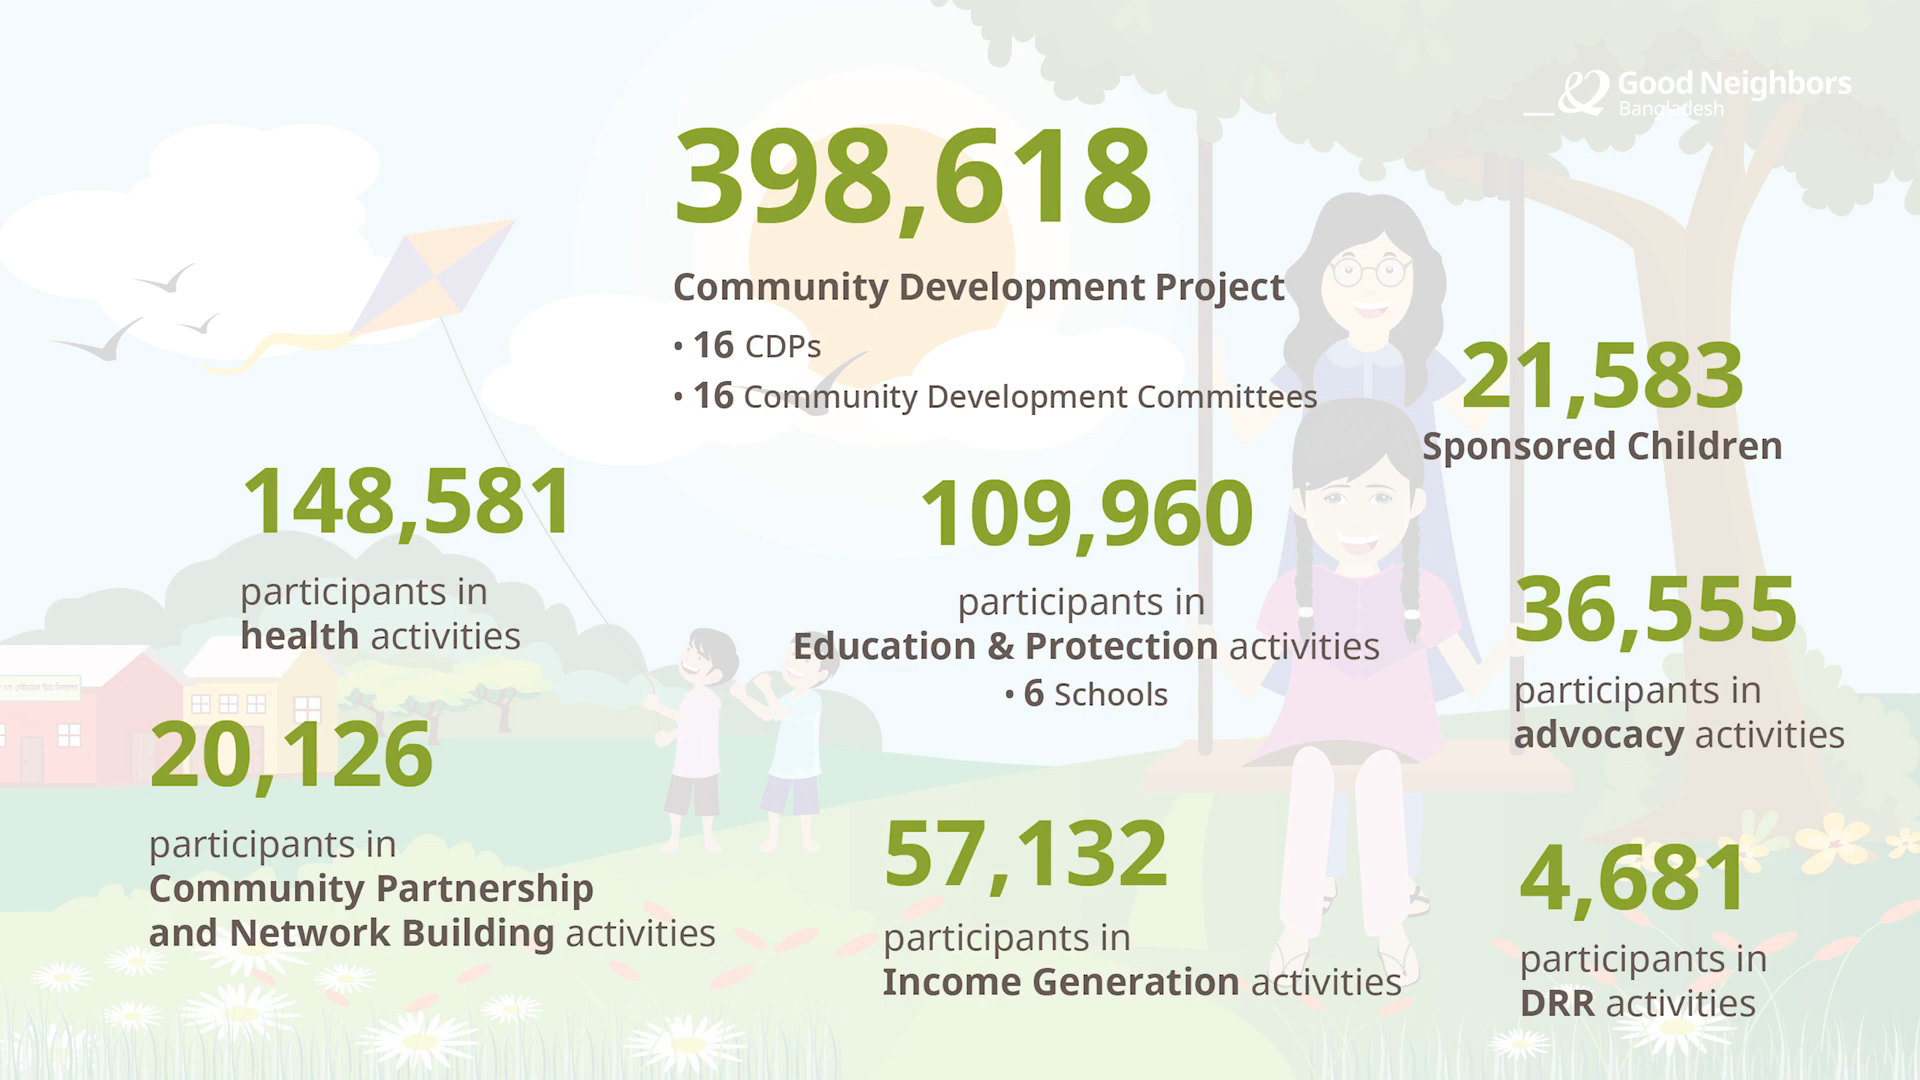 Good Neighbors
Bangladesh
398,618
Community Development Project
• 16 CDPs
• 16 Community Development Committees
21,583
Sponsored Children
148,581
participants in
health activities
109,960
participants in
Education & Protection activities
• 6 Schools
36,555
participants in
advocacy activities
20,126
participants in
Community Partnership
and Network Building activities
57,132
participants in
Income Generation activities
4,681
participants in
DRR activities